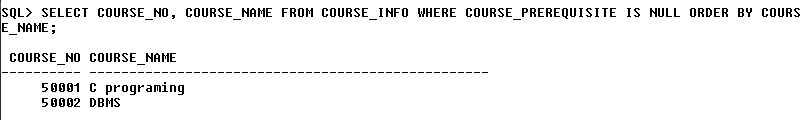 SQL> SELECT COURSE_NO, COURSE_NAME FROM COURSE_INFO WHERE COURSE_PREREQUISITE IS NULL ORDER BY COURS
E_NAME;
COURSE_NO COURSE_NAME
---------- --------------------------------------------------
50001 C programing
50002 DBMS